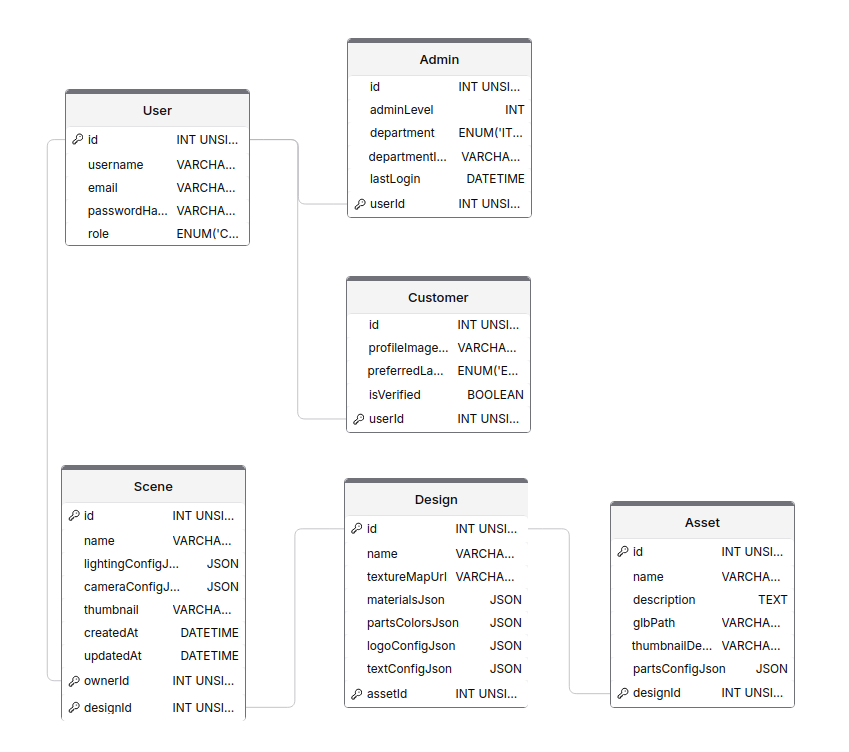 User
id INT UNSI...
username VARCHA...
email VARCHA...
passwordHa... VARCHA...
role ENUM('C...
Admin
id INT UNSI...
adminLevel INT
department ENUM('IT...
departmentI... VARCHA...
lastLogin DATETIME
userId INT UNSI...
Customer
id INT UNSI...
profileImage... VARCHA...
preferredLa... ENUM('E...
isVerified BOOLEAN
userId INT UNSI...
Scene
id INT UNSI...
name VARCHA...
lightingConfigJ... JSON
cameraConfigJ... JSON
thumbnail VARCHA...
createdAt DATETIME
updatedAt DATETIME
ownerId INT UNSI...
designId INT UNSI...
Design
id INT UNSI...
name VARCHA...
textureMapUrl VARCHA...
materialsJson JSON
partsColorsJson JSON
logoConfigJson JSON
textConfigJson JSON
assetId INT UNSI...
Asset
id INT UNSI...
name VARCHA...
description TEXT
glbPath VARCHA...
thumbnailDe... VARCHA...
partsConfigJson JSON
designId INT UNSI...